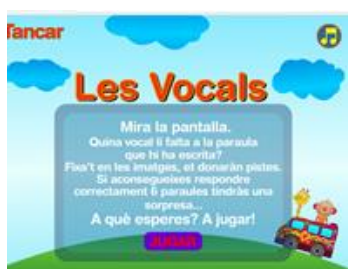 Tancar
Les Vocals
Mira la pantalla.
Quina vocal li falta a la paraula
que hi ha escrita?
Fixa't en les imatges, et donaràn pistes.
Si aconsegueixes respondre
correctament 6 paraules tindràs una
sorpresa...
A què esperes? A jugar!
JUGAR